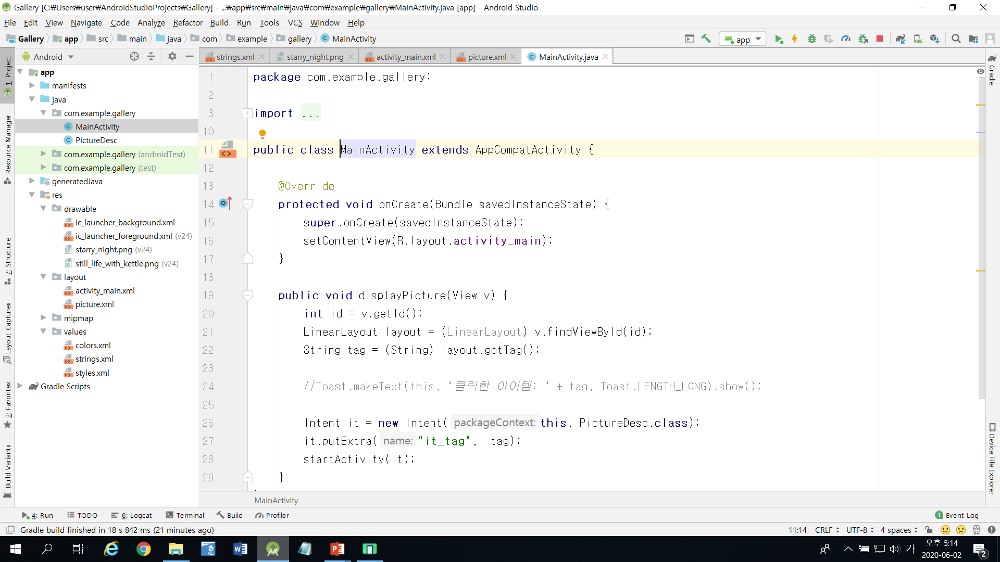 Gallery [C:₩Users₩user₩AndroidStudioProjects₩Gallery] - ...₩app₩src₩main₩java₩com₩example₩gallery₩MainActivity.java [app] - Android Studio
File Edit View Navigate Code Analyze Refactor Build Run Tools VCS Window Help
Gallery app src main java com example gallery MainActivity
app
Android
strings.xml starry_night.png activity_main.xml picture.xml MainActivity.java
1: Project
Resource Manager
7: Structure
Layout Captures
2: Favorites
Build Variants
app
manifests
java
com.example.gallery
MainActivity
PictureDesc
com.example.gallery (androidTest)
com.example.gallery (test)
generatedJava
res
drawable
ic_launcher_background.xml
ic_launcher_foreground.xml (v24)
starry_night.png (v24)
still_life_with_kettle.png (v24)
layout
activity_main.xml
picture.xml
mipmap
values
colors.xml
strings.xml
styles.xml
Gradle Scripts
1 package com.example.gallery;
2
3 import ...
10
11 public class MainActivity extends AppCompatActivity {
12
13 @Override
14 protected void onCreate(Bundle savedInstanceState) {
15 super.onCreate(savedInstanceState);
16 setContentView(R.layout.activity_main);
17 }
18
19 public void displayPicture(View v) {
20 int id = v.getId();
21 LinearLayout layout = (LinearLayout) v.findViewById(id);
22 String tag = (String) layout.getTag();
23
24 //Toast.makeText(this, "클릭한 아이템: " + tag, Toast.LENGTH_LONG).show();
25
26 Intent it = new Intent( packageContext: this, PictureDesc.class);
27 it.putExtra( name: "it_tag", tag);
28 startActivity(it);
29 }
MainActivity
Gradle
Device File Explorer
4: Run TODO 6: Logcat Terminal Build Profiler
1 Event Log
Gradle build finished in 18 s 842 ms (21 minutes ago)
11:14 CRLF UTF-8 4 spaces
가
오후 5:14
2020-06-02
2